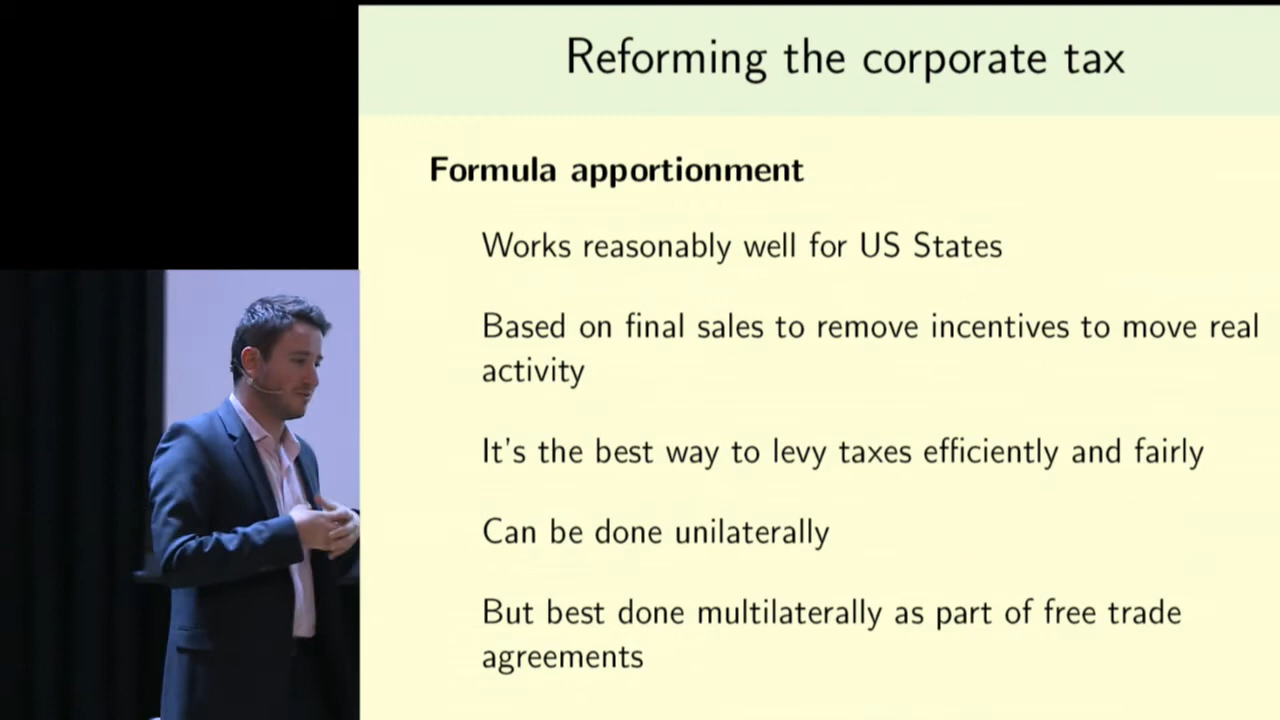 Reforming the corporate tax
Formula apportionment
Works reasonably well for US States
Based on final sales to remove incentives to move real
activity
It's the best way to levy taxes efficiently and fairly
Can be done unilaterally
But best done multilaterally as part of free trade
agreements